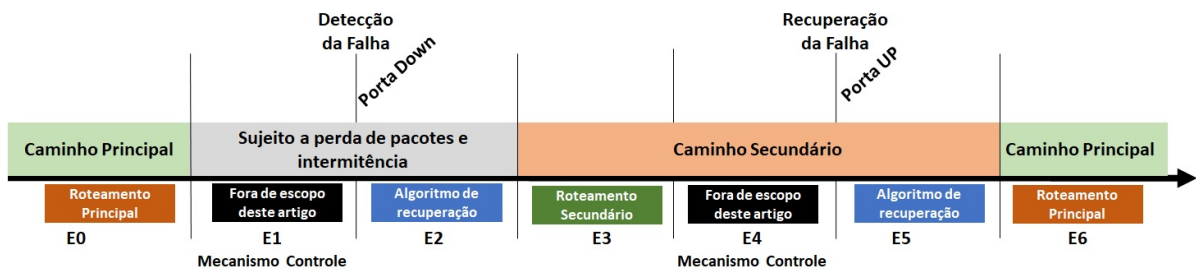 Detecção
da Falha
Recuperação
da Falha
Porta Down
Porta UP
Caminho Principal
Sujeito a perda de pacotes e
intermitência
Caminho Secundário
Caminho Principal
Roteamento
Principal
Fora de escopo
deste artigo
Algoritmo de
recuperação
Roteamento
Secundário
Fora de escopo
deste artigo
Algoritmo de
recuperação
Roteamento
Principal
E0
E1
E2
E3
E4
E5
E6
Mecanismo Controle
Mecanismo Controle